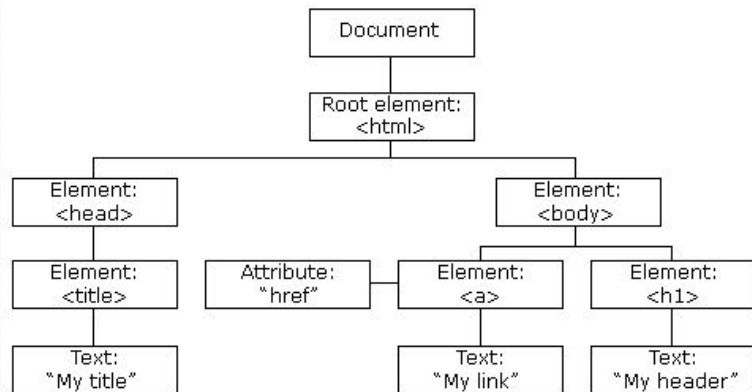 Document
Root element:
<html>
Element:
<head>
Element:
<body>
Element:
<title>
Attribute:
“href”
Element:
<a>
Element:
<h1>
Text:
“My title”
Text:
“My link”
Text:
“My header”